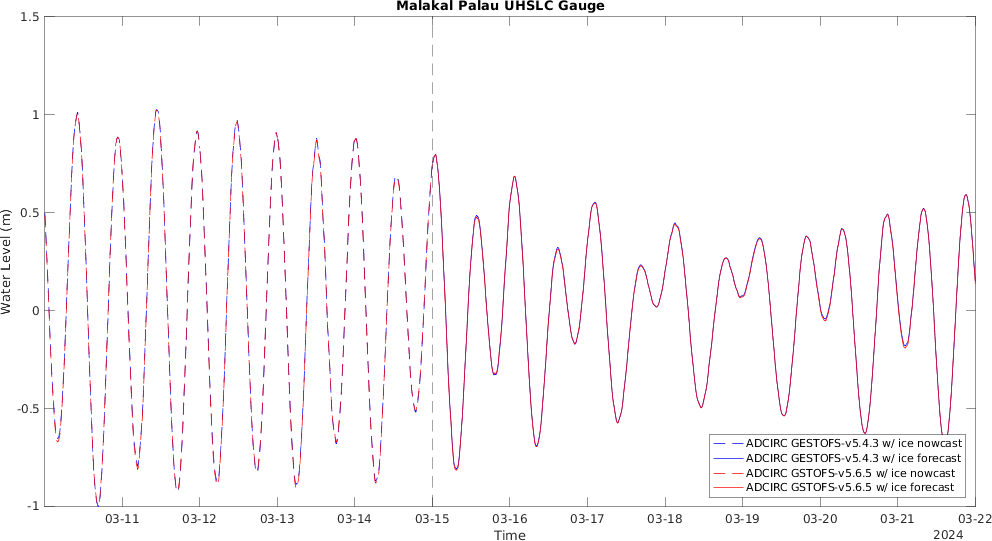 Malakal Palau UHSLC Gauge
1.5
1
0.5
0
-0.5
-1
Water Level (m)
ADCIRC GESTOFS-v5.4.3 w/ ice nowcast
ADCIRC GESTOFS-v5.4.3 w/ ice forecast
ADCIRC GSTOFS-v5.6.5 w/ ice nowcast
ADCIRC GSTOFS-v5.6.5 w/ ice forecast
03-11 03-12 03-13 03-14 03-15 03-16 03-17 03-18 03-19 03-20 03-21 03-22
Time
2024